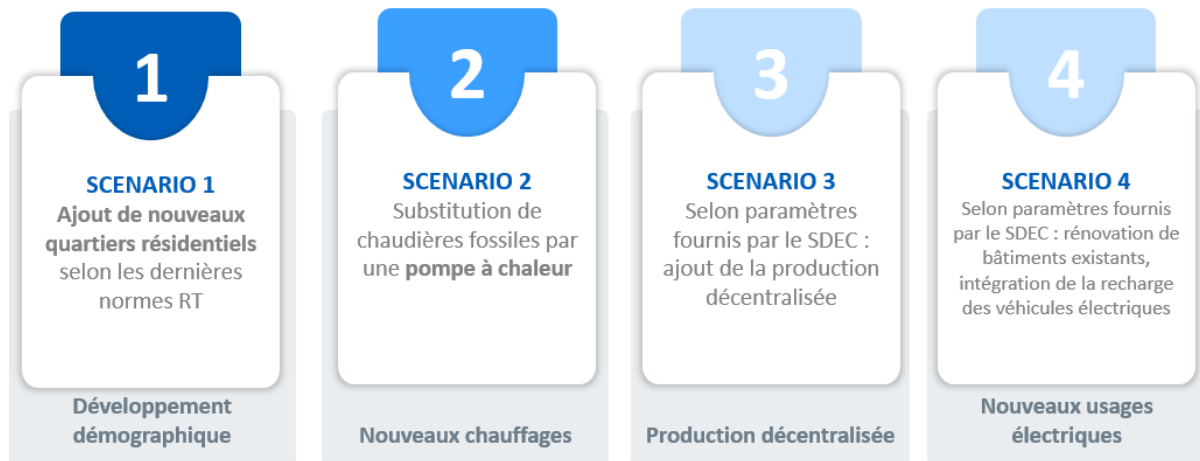 1
SCENARIO 1
Ajout de nouveaux
quartiers résidentiels
selon les dernières
normes RT
Développement
démographique
2
SCENARIO 2
Substitution de
chaudières fossiles par
une pompe à chaleur
Nouveaux chauffages
3
SCENARIO 3
Selon paramètres
fournis par le SDEC :
ajout de la production
décentralisée
Production décentralisée
4
SCENARIO 4
Selon paramètres fournis
par le SDEC : rénovation de
bâtiments existants,
intégration de la recharge
des véhicules électriques
Nouveaux usages
électriques